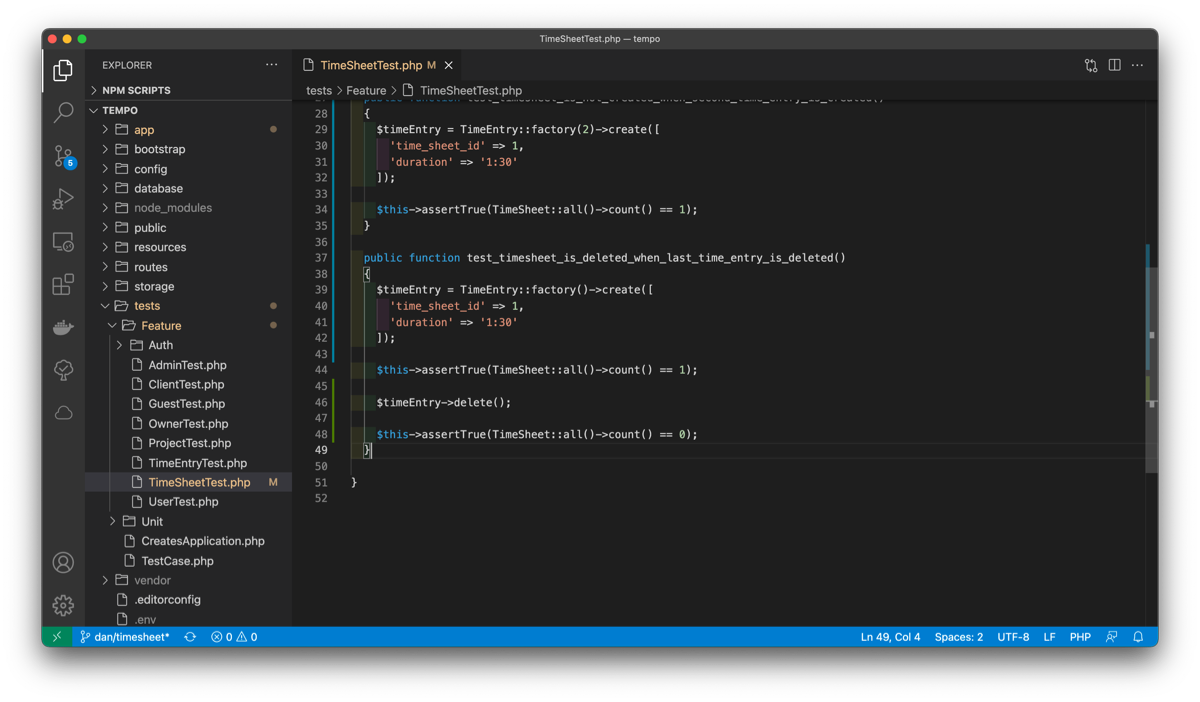 TimeSheetTest.php — tempo
EXPLORER
TimeSheetTest.php M
NPM SCRIPTS
tests > Feature > TimeSheetTest.php
TEMPO
app
bootstrap
config
database
node_modules
public
resources
routes
storage
tests
Feature
Auth
AdminTest.php
ClientTest.php
GuestTest.php
OwnerTest.php
ProjectTest.php
TimeEntryTest.php
TimeSheetTest.php M
UserTest.php
Unit
CreatesApplication.php
TestCase.php
vendor
.editorconfig
.env
5
27 public function test_timesheet_is_not_created_when_second_time_entry_is_created()
28 {
29 $timeEntry = TimeEntry::factory(2)->create([
30 'time_sheet_id' => 1,
31 'duration' => '1:30'
32 ]);
33
34 $this->assertTrue(TimeSheet::all()->count() == 1);
35 }
36
37 public function test_timesheet_is_deleted_when_last_time_entry_is_deleted()
38 {
39 $timeEntry = TimeEntry::factory()->create([
40 'time_sheet_id' => 1,
41 'duration' => '1:30'
42 ]);
43
44 $this->assertTrue(TimeSheet::all()->count() == 1);
45
46 $timeEntry->delete();
47
48 $this->assertTrue(TimeSheet::all()->count() == 0);
49 }
50
51 }
52
dan/timesheet* 0 0 Ln 49, Col 4 Spaces: 2 UTF-8 LF PHP